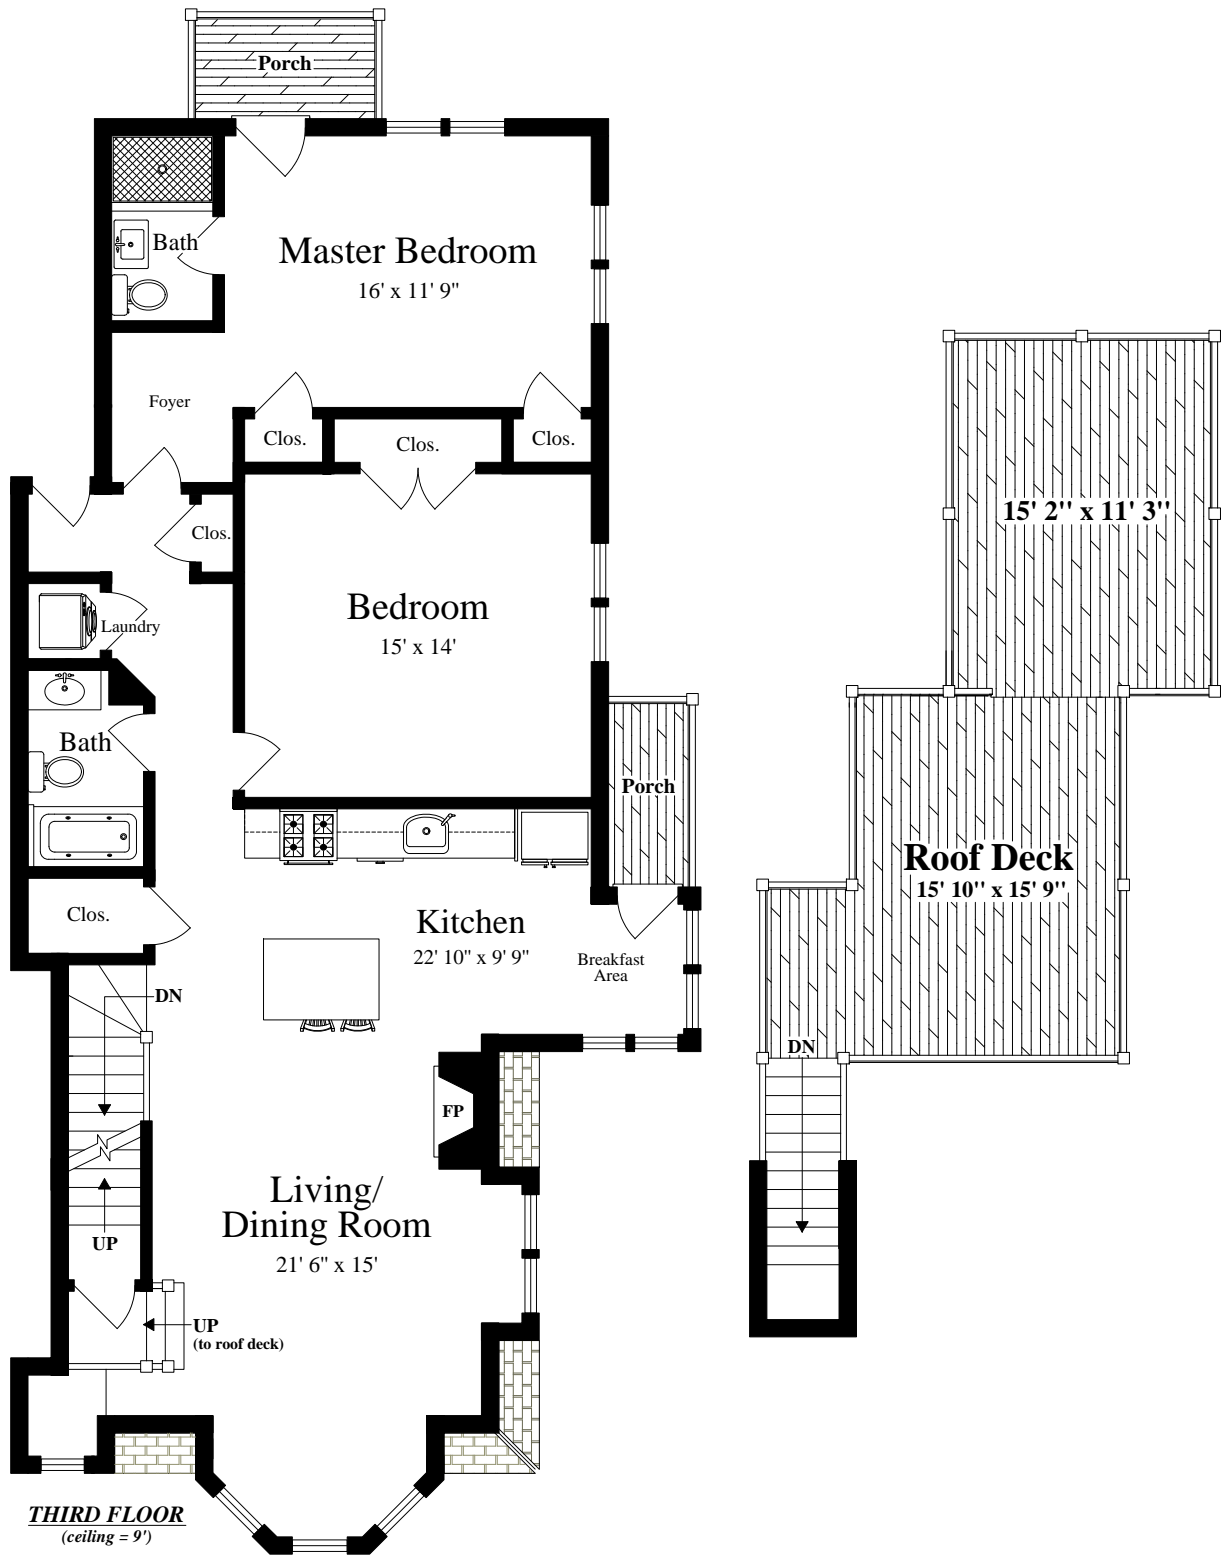 Porch
Bath
Master Bedroom
16' x 11' 9"
Foyer
Clos.
Clos.
Clos.
Clos.
15' 2" x 11' 3"
Bedroom
15' x 14'
Laundry
Bath
Porch
Roof Deck
15' 10" x 15' 9"
Clos.
Kitchen
22' 10" x 9' 9"
Breakfast
Area
DN
DN
FP
Living/
Dining Room
21' 6" x 15'
UP
UP
(to roof deck)
THIRD FLOOR
(ceiling = 9')